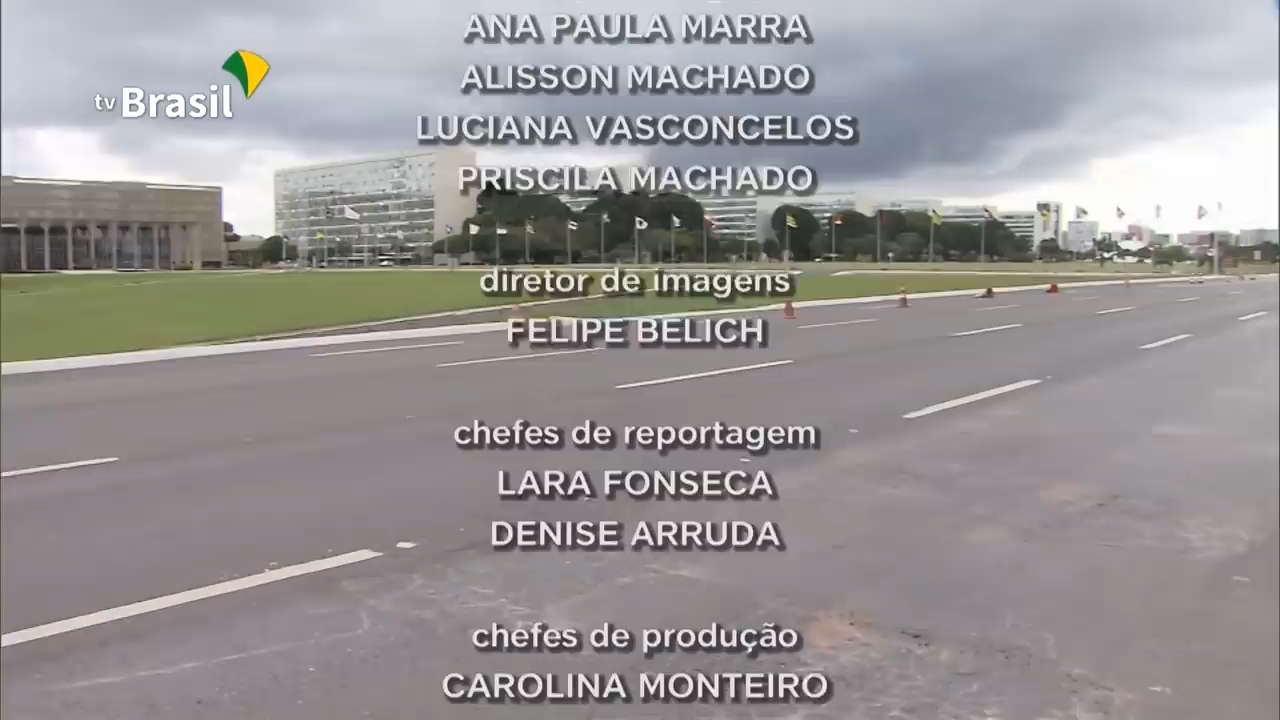 ANA PAULA MARRA
tv Brasil
ALISSON MACHADO
LUCIANA VASCONCELOS
PRISCILA MACHADO
diretor de imagens
FELIPE BELICH
chefes de reportagem
LARA FONSECA
DENISE ARRUDA
chefes de produção
CAROLINA MONTEIRO